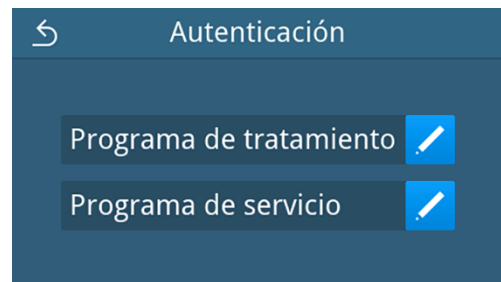 Autenticación
Programa de tratamiento
Programa de servicio